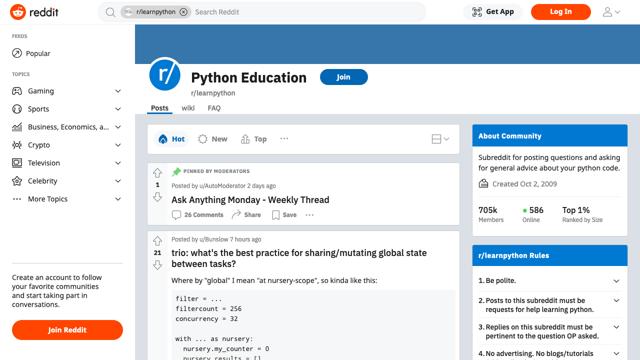 reddit
r/learnpython
Search Reddit
Get App
Log In
FEEDS
Popular
TOPICS
Gaming
Sports
Business, Economics, a...
Crypto
Television
Celebrity
More Topics
Create an account to follow
your favorite communities
and start taking part in
conversations.
Join Reddit
r/
Python Education
Join
r/learnpython
Posts
wiki
FAQ
Hot
New
Top
PINNED BY MODERATORS
1
Posted by u/AutoModerator 2 days ago
Ask Anything Monday - Weekly Thread
26 Comments
Share
Save
21
Posted by u/Bunslow 7 hours ago
trio: what's the best practice for sharing/mutating global state
between tasks?
Where by "global" I mean "at nursery-scope", so kinda like this:
filter = ...
filtercount = 256
concurrency = 32
with ... as nursery:
nursery.my_counter = 0
nursery.results = []
About Community
Subreddit for posting questions and asking
for general advice about your python code.
Created Oct 2, 2009
705k
Members
586
Online
Top 1%
Ranked by Size
r/learnpython Rules
1. Be polite.
2. Posts to this subreddit must be
requests for help learning python.
3. Replies on this subreddit must be
pertinent to the question OP asked.
4. No advertising. No blogs/tutorials